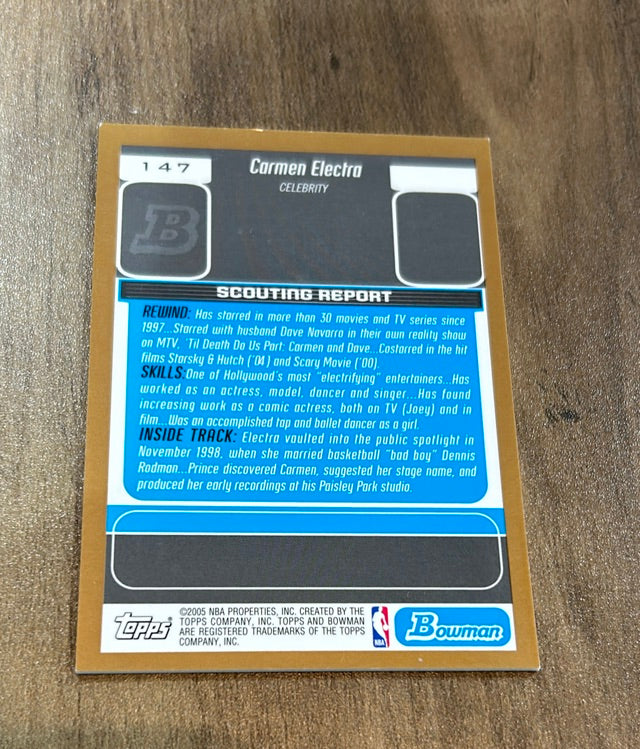 147
Carmen Electra
CELEBRITY
B
SCOUTING REPORT
REWIND: Has starred in more than 30 movies and TV series since
1997...Starred with husband Dave Navarro in their own reality show
on MTV, 'Til Death Do Us Part: Carmen and Dave...Costarred in the hit
films Starsky & Hutch ('04) and Scary Movie ('00).
SKILLS: One of Hollywood's most "electrifying" entertainers...Has
worked as an actress, model, dancer and singer...Has found
increasing work as a comic actress, both on TV (Joey) and in
film...Was an accomplished tap and ballet dancer as a girl.
INSIDE TRACK: Electra vaulted into the public spotlight in
November 1998, when she married basketball "bad boy" Dennis
Rodman...Prince discovered Carmen, suggested her stage name, and
produced her early recordings at his Paisley Park studio.
Topps
©2005 NBA PROPERTIES, INC. CREATED BY THE
TOPPS COMPANY, INC. TOPPS AND BOWMAN
ARE REGISTERED TRADEMARKS OF THE TOPPS
COMPANY, INC.
NBA
Bowman